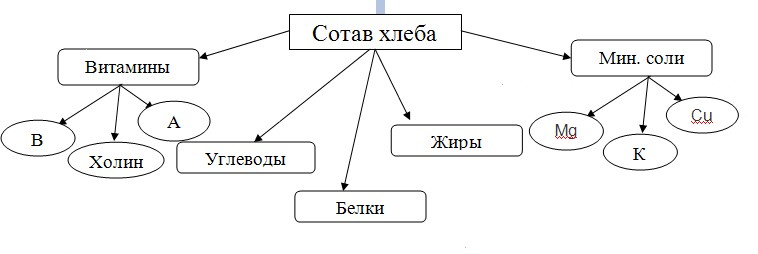 Сотав хлеба
Витамины
Мин. соли
В
Холин
А
Углеводы
Белки
Жиры
Mg
К
Cu